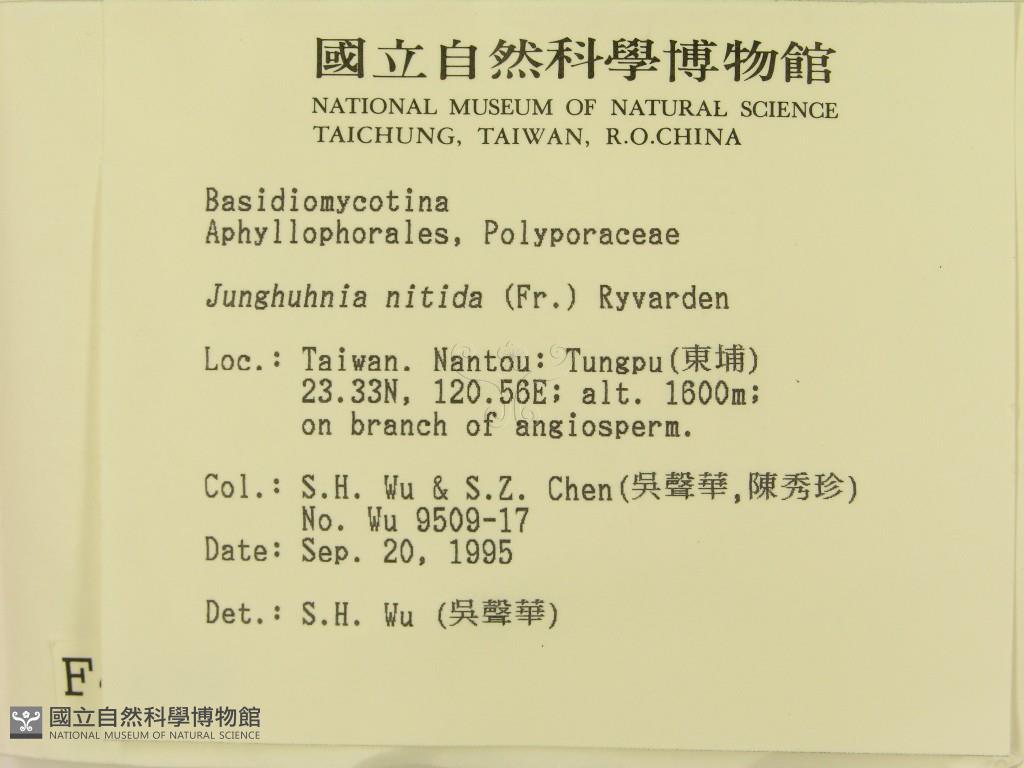 國立自然科學博物館
NATIONAL MUSEUM OF NATURAL SCIENCE
TAICHUNG, TAIWAN, R.O.CHINA
Basidiomycotina
Aphyllophorales, Polyporaceae
Junghuhnia nitida (Fr.) Ryvarden
Loc.: Taiwan. Nantou: Tungpu(東埔)
23.33N, 120.56E; alt. 1600m;
on branch of angiosperm.
Col.: S.H. Wu & S.Z. Chen(吳聲華,陳秀珍)
No. Wu 9509-17
Date: Sep. 20, 1995
Det.: S.H. Wu (吳聲華)
F
國立自然科學博物館
NATIONAL MUSEUM OF NATURAL SCIENCE